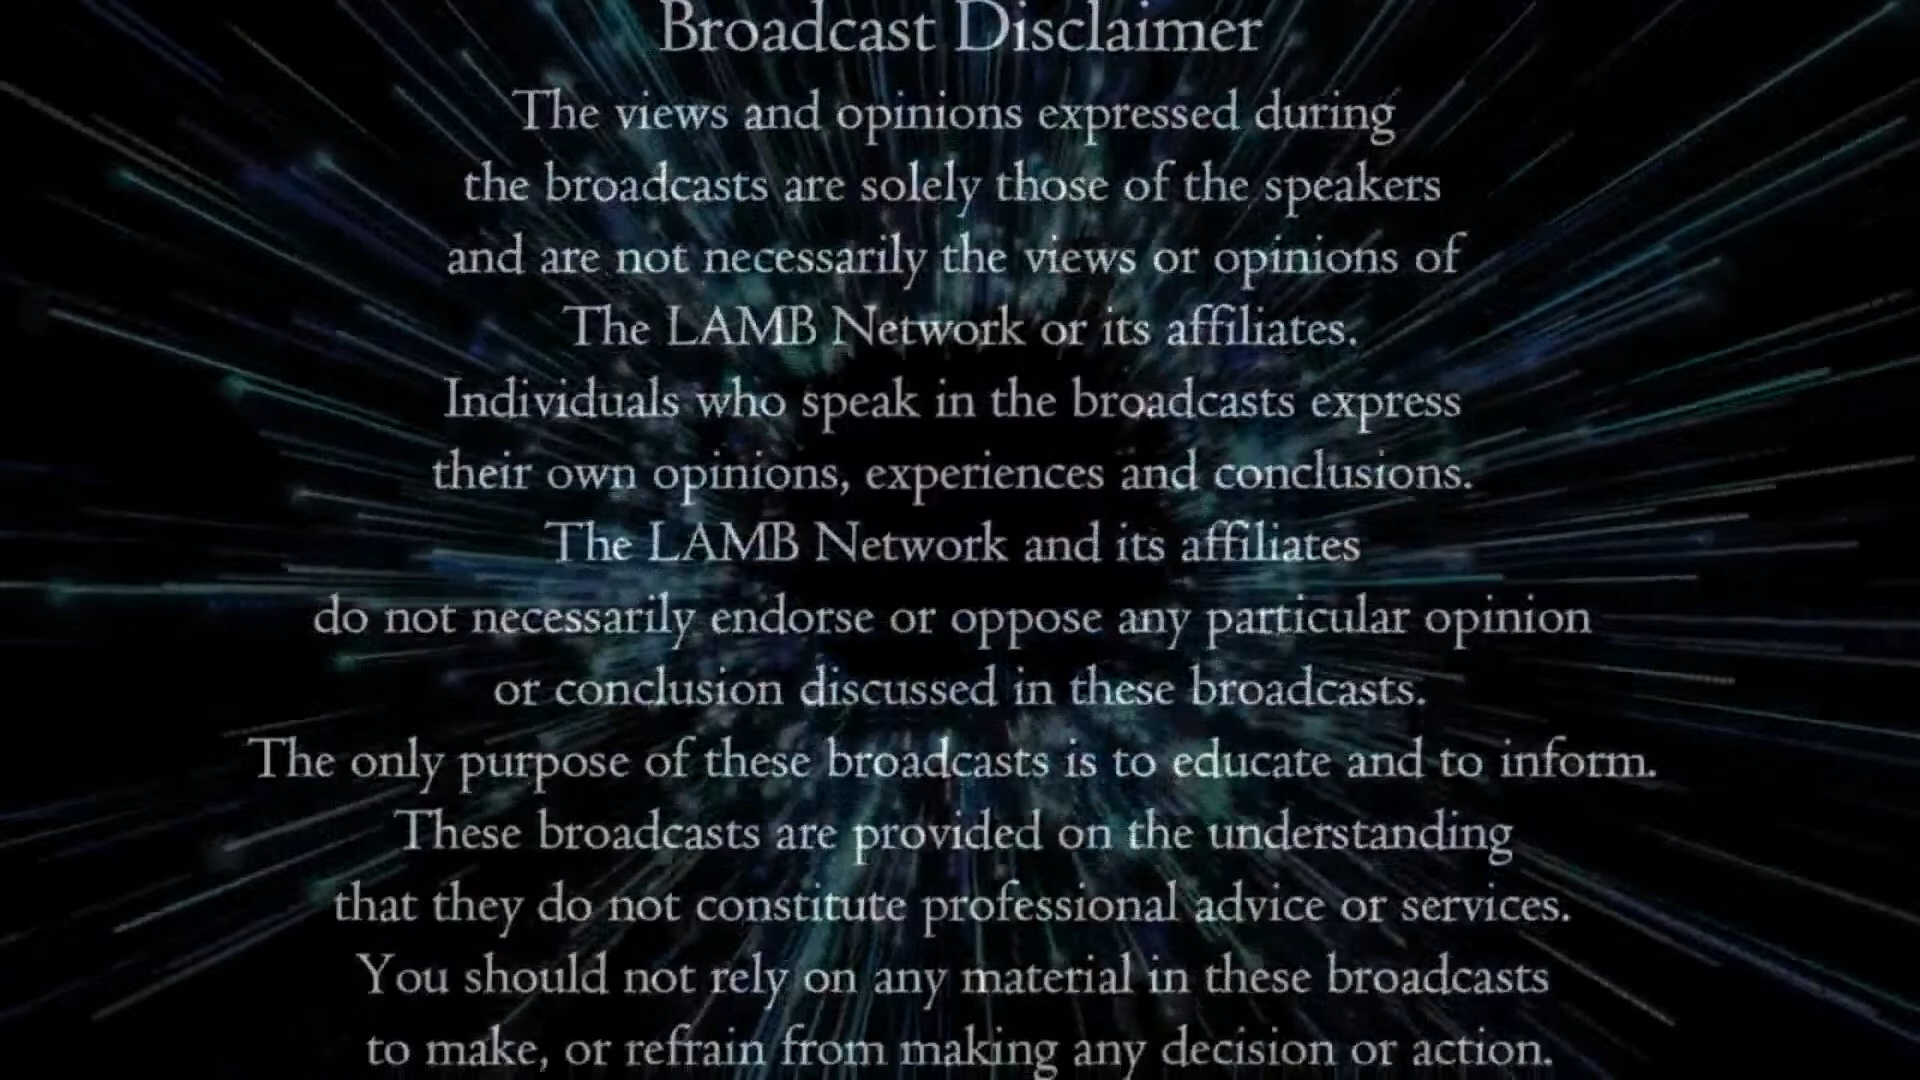 Broadcast Disclaimer
The views and opinions expressed during
the broadcasts are solely those of the speakers
and are not necessarily the views or opinions of
The LAMB Network or its affiliates.
Individuals who speak in the broadcasts express
their own opinions, experiences and conclusions.
The LAMB Network and its affiliates
do not necessarily endorse or oppose any particular opinion
or conclusion discussed in these broadcasts.
The only purpose of these broadcasts is to educate and to inform.
These broadcasts are provided on the understanding
that they do not constitute professional advice or services.
You should not rely on any material in these broadcasts
to make, or refrain from making any decision or action.